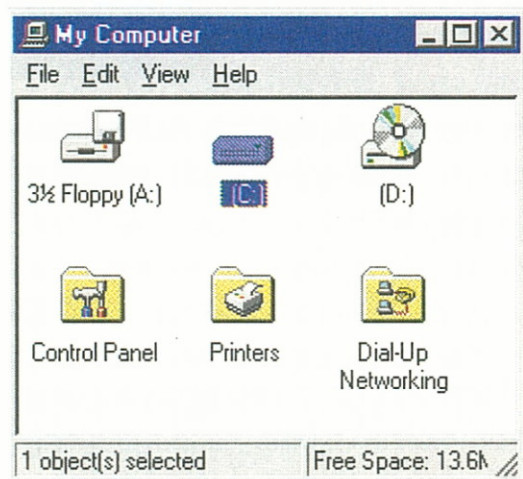 My Computer
File Edit View Help
3½ Floppy (A:)
(C:)
(D:)
Control Panel
Printers
Dial-Up
Networking
1 object(s) selected
Free Space: 13.6M